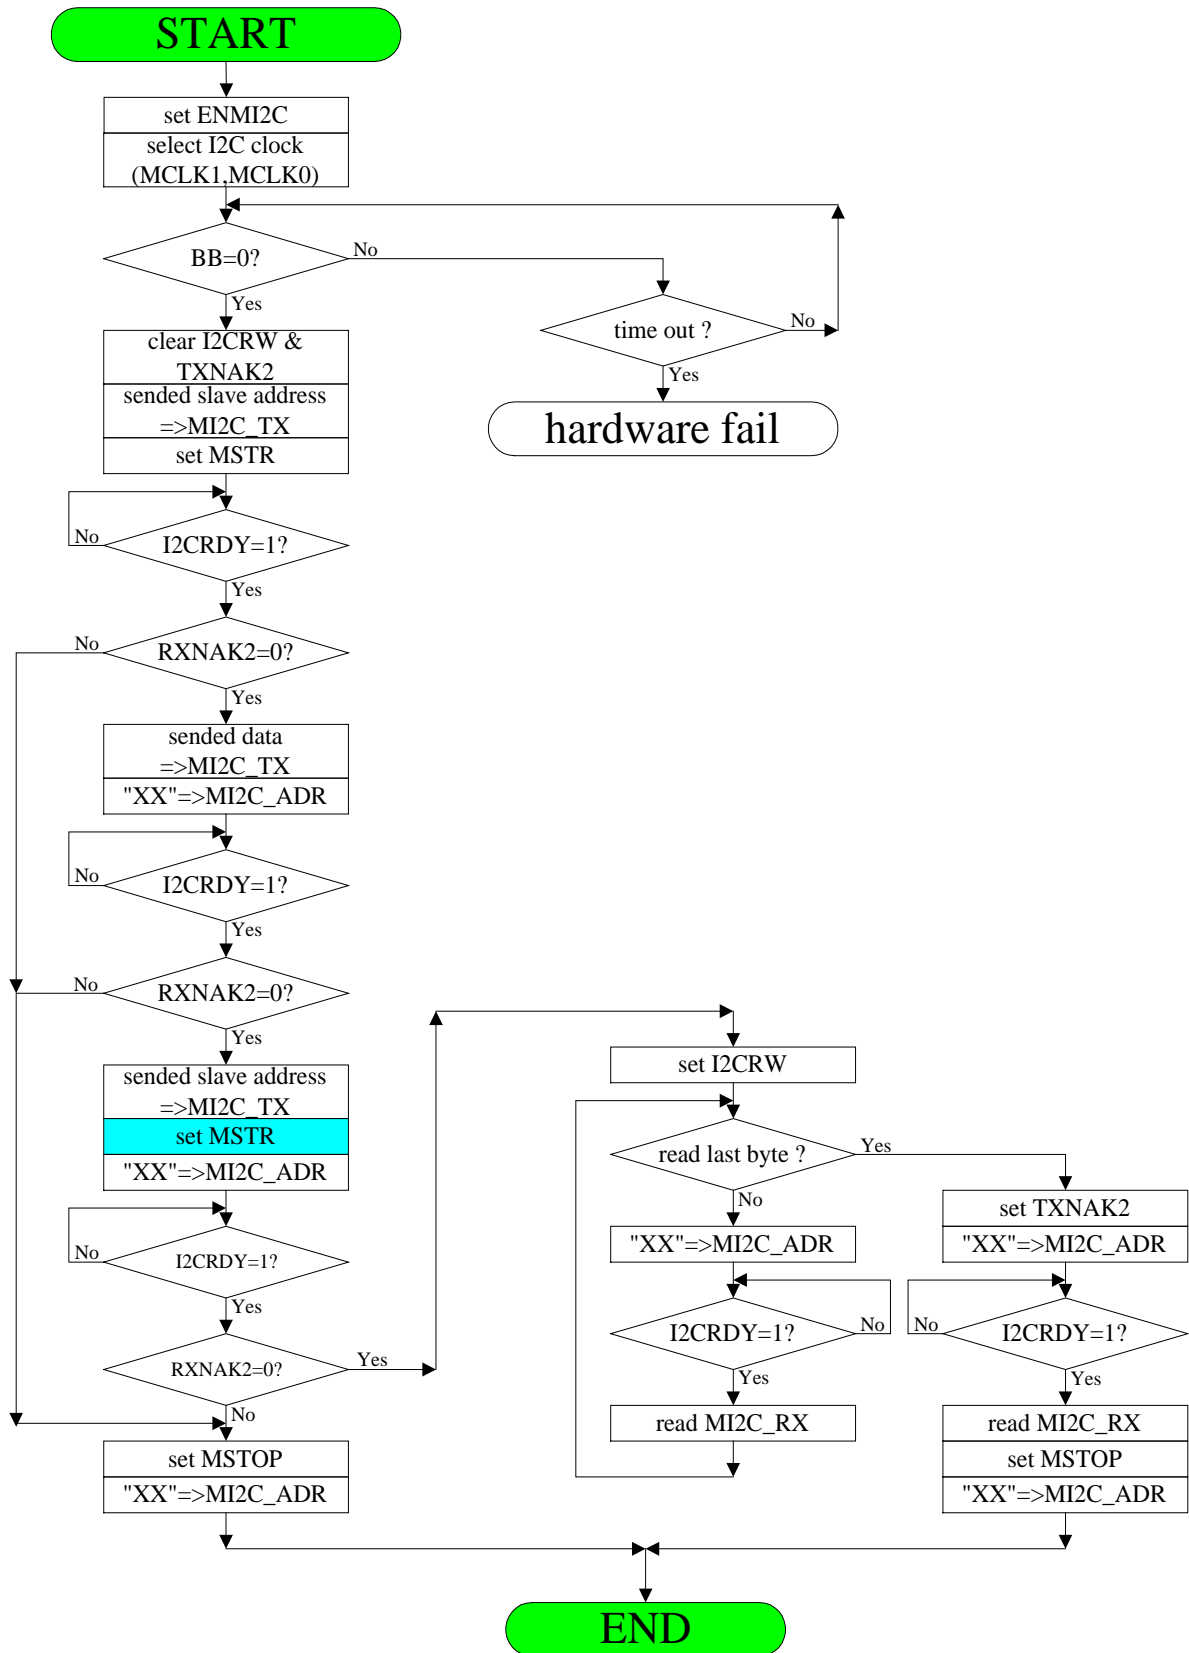 START
set ENMI2C
select I2C clock
(MCLK1,MCLK0)
BB=0?
No
Yes
time out ?
No
Yes
hardware fail
clear I2CRW &
TXNAK2
sended slave address
=>MI2C_TX
set MSTR
I2CRDY=1?
No
Yes
RXNAK2=0?
No
Yes
sended data
=>MI2C_TX
"XX"=>MI2C_ADR
I2CRDY=1?
No
Yes
RXNAK2=0?
No
Yes
sended slave address
=>MI2C_TX
set MSTR
"XX"=>MI2C_ADR
I2CRDY=1?
No
Yes
RXNAK2=0?
Yes
No
set MSTOP
"XX"=>MI2C_ADR
set I2CRW
read last byte ?
Yes
No
"XX"=>MI2C_ADR
I2CRDY=1?
No
Yes
read MI2C_RX
set TXNAK2
"XX"=>MI2C_ADR
I2CRDY=1?
No
Yes
read MI2C_RX
set MSTOP
"XX"=>MI2C_ADR
END